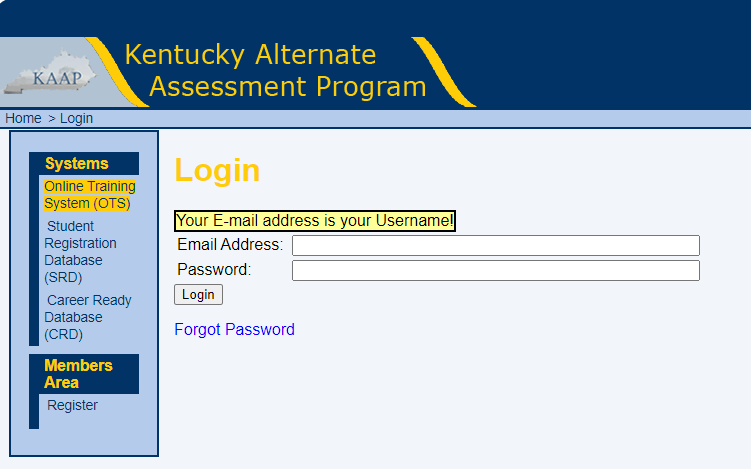 KAAP
Kentucky Alternate
Assessment Program
Home > Login
Systems
Online Training
System (OTS)
Student
Registration
Database
(SRD)
Career Ready
Database
(CRD)
Members
Area
Register
Login
Your E-mail address is your Username!
Email Address:
Password:
Login
Forgot Password